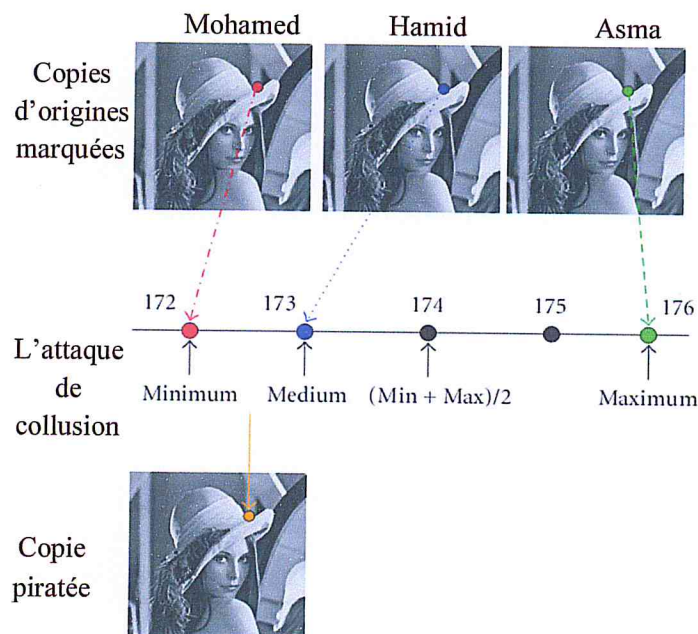 Mohamed Hamid Asma
Copies
d'origines
marquées
172 173 174 175 176
L'attaque
de
collusion
Minimum Medium (Min + Max)/2 Maximum
Copie
piratée